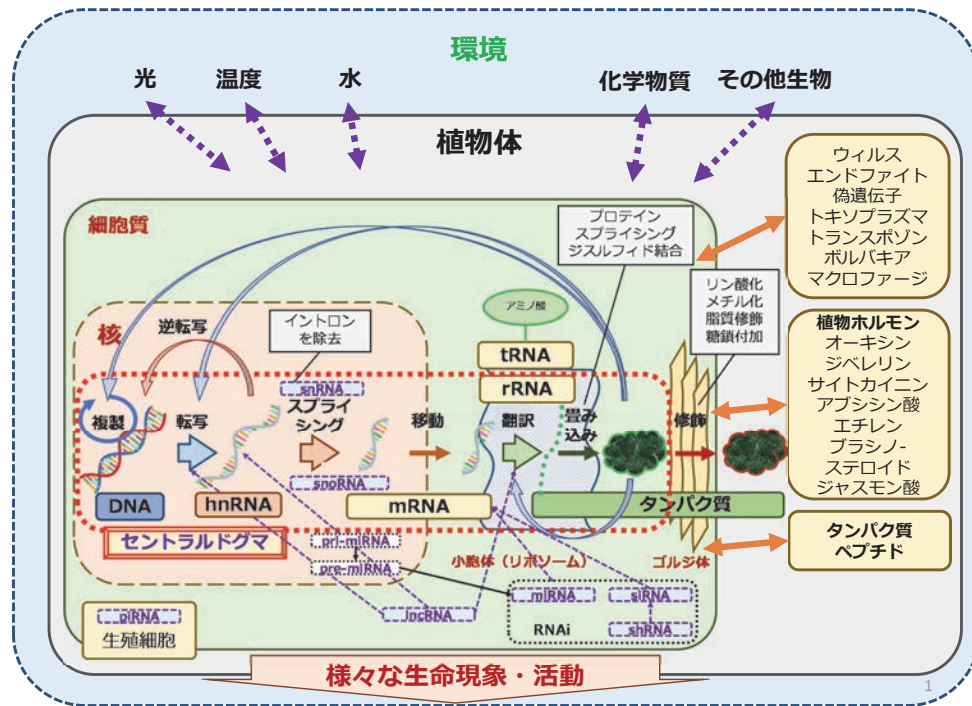 環境
光
温度
水
化学物質
その他生物
植物体
ウィルス
エンドファイト
偽遺伝子
トキソプラズマ
トランスポゾン
ボルバキア
マクロファージ
細胞質
プロテイン
スプライシング
ジスルフィド結合
リン酸化
メチル化
脂質修飾
糖鎖付加
アミノ酸
核
逆転写
イントロン
を除去
tRNA
rRNA
植物ホルモン
オーキシン
ジベレリン
サイトカイニン
アブシシン酸
エチレン
ブラシノ-
ステロイド
ジャスモン酸
snRNA
複製
転写
スプライ
シング
移動
翻訳
畳み
込み
修飾
snoRNA
DNA
hnRNA
mRNA
タンパク質
セントラルドグマ
pri-miRNA
pre-miRNA
小胞体（リボソーム）
ゴルジ体
タンパク質
ペプチド
miRNA
siRNA
lncRNA
RNAi
shRNA
piRNA
生殖細胞
様々な生命現象・活動
1